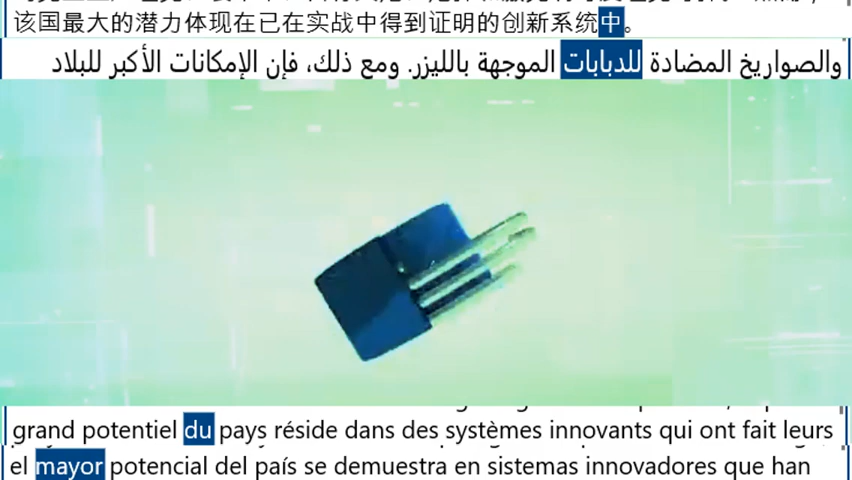 该国最大的潜力体现在已在实战中得到证明的创新系统中。
والصواريخ المضادة للدبابات الموجهة بالليزر. ومع ذلك، فإن الإمكانات الأكبر للبلاد
grand potentiel du pays réside dans des systèmes innovants qui ont fait leurs
el mayor potencial del país se demuestra en sistemas innovadores que han